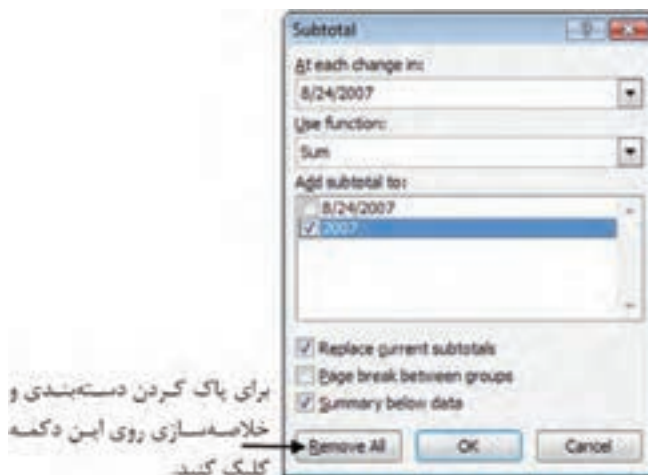 Subtotal
At each change in:
8/24/2007
Use function:
Sum
Add subtotal to:
8/24/2007
2007
Replace current subtotals
Page break between groups
Summary below data
برای پاک کردن دسته‌بندی و
خلاصه‌سازی روی این دکمه
کلیک کنید.
Remove All
OK
Cancel